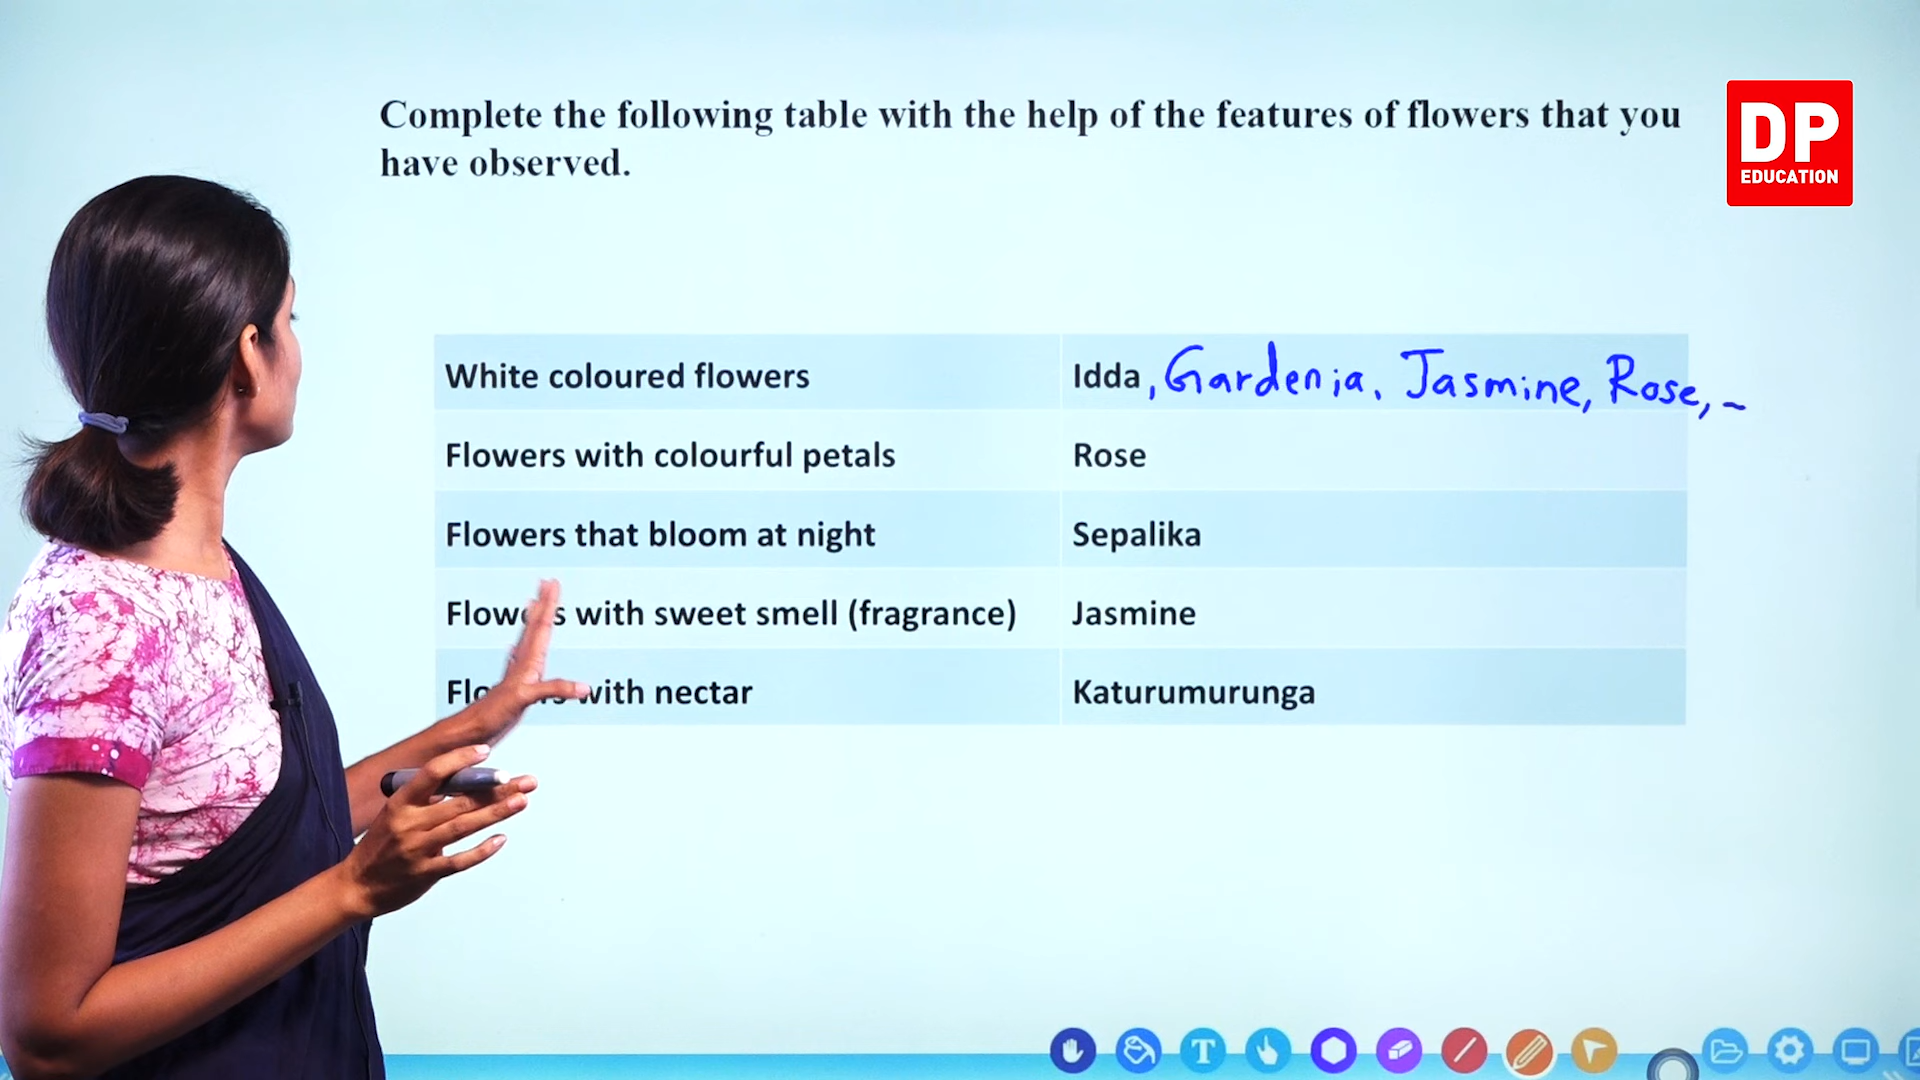 Complete the following table with the help of the features of flowers that you
have observed.
DP
EDUCATION
White coloured flowers Idda, Gardenia, Jasmine, Rose, -
Flowers with colourful petals Rose
Flowers that bloom at night Sepalika
Flowers with sweet smell (fragrance) Jasmine
with nectar Katurumurunga
T